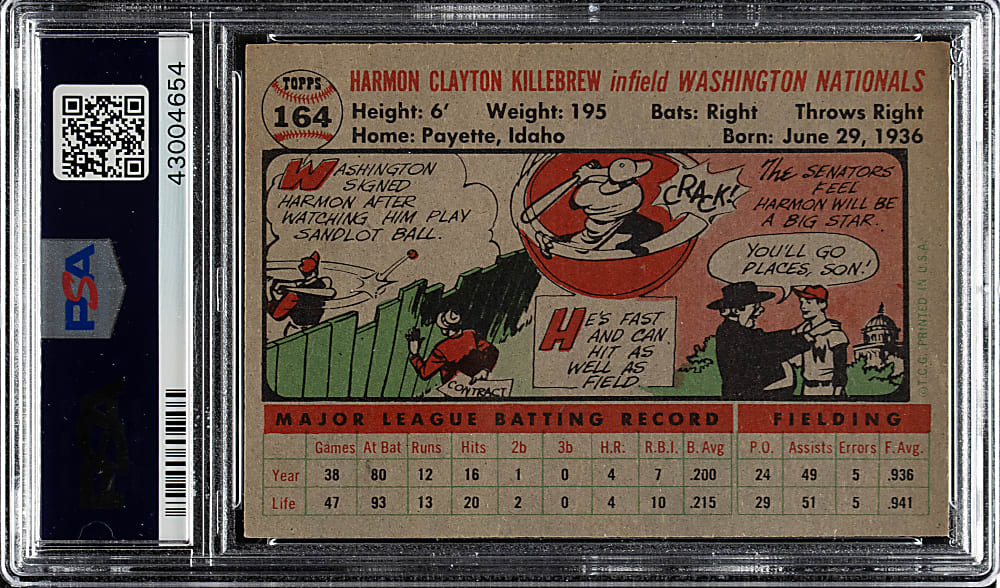 43004654
PSA
TOPPS
164
HARMON CLAYTON KILLEBREW infield WASHINGTON NATIONALS
Height: 6' Weight: 195 Bats: Right Throws Right
Home: Payette, Idaho Born: June 29, 1936
WASHINGTON
SIGNED
HARMON AFTER
WATCHING HIM PLAY
SANDLOT BALL.
CONTRACT
CRACK!
HE'S FAST
AND CAN
HIT AS
WELL AS
FIELD.
The SENATORS
FEEL
HARMON WILL BE
A BIG STAR.
YOU'LL GO
PLACES, SON!
W
©T.C.G. PRINTED IN U.S.A.
MAJOR LEAGUE BATTING RECORD FIELDING
Games At Bat Runs Hits 2b 3b H.R. R.B.I. B. Avg P.O. Assists Errors F. Avg.
Year 38 80 12 16 1 0 4 7 .200 24 49 5 .936
Life 47 93 13 20 2 0 4 10 .215 29 51 5 .941